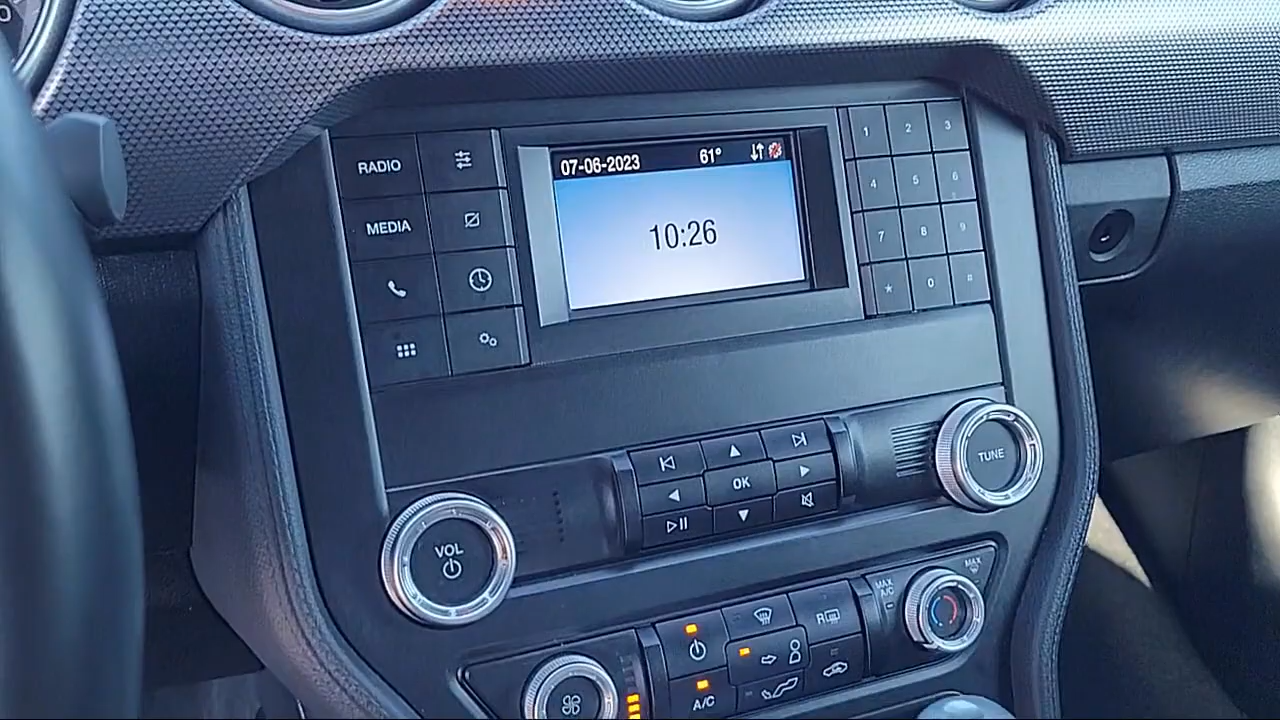 0
RADIO
MEDIA
07-06-2023 61°
10:26
1 2 3
4 5 6
7 8 9
* 0 #
OK
TUNE
VOL
MAX A/C
MAX
R
A/C